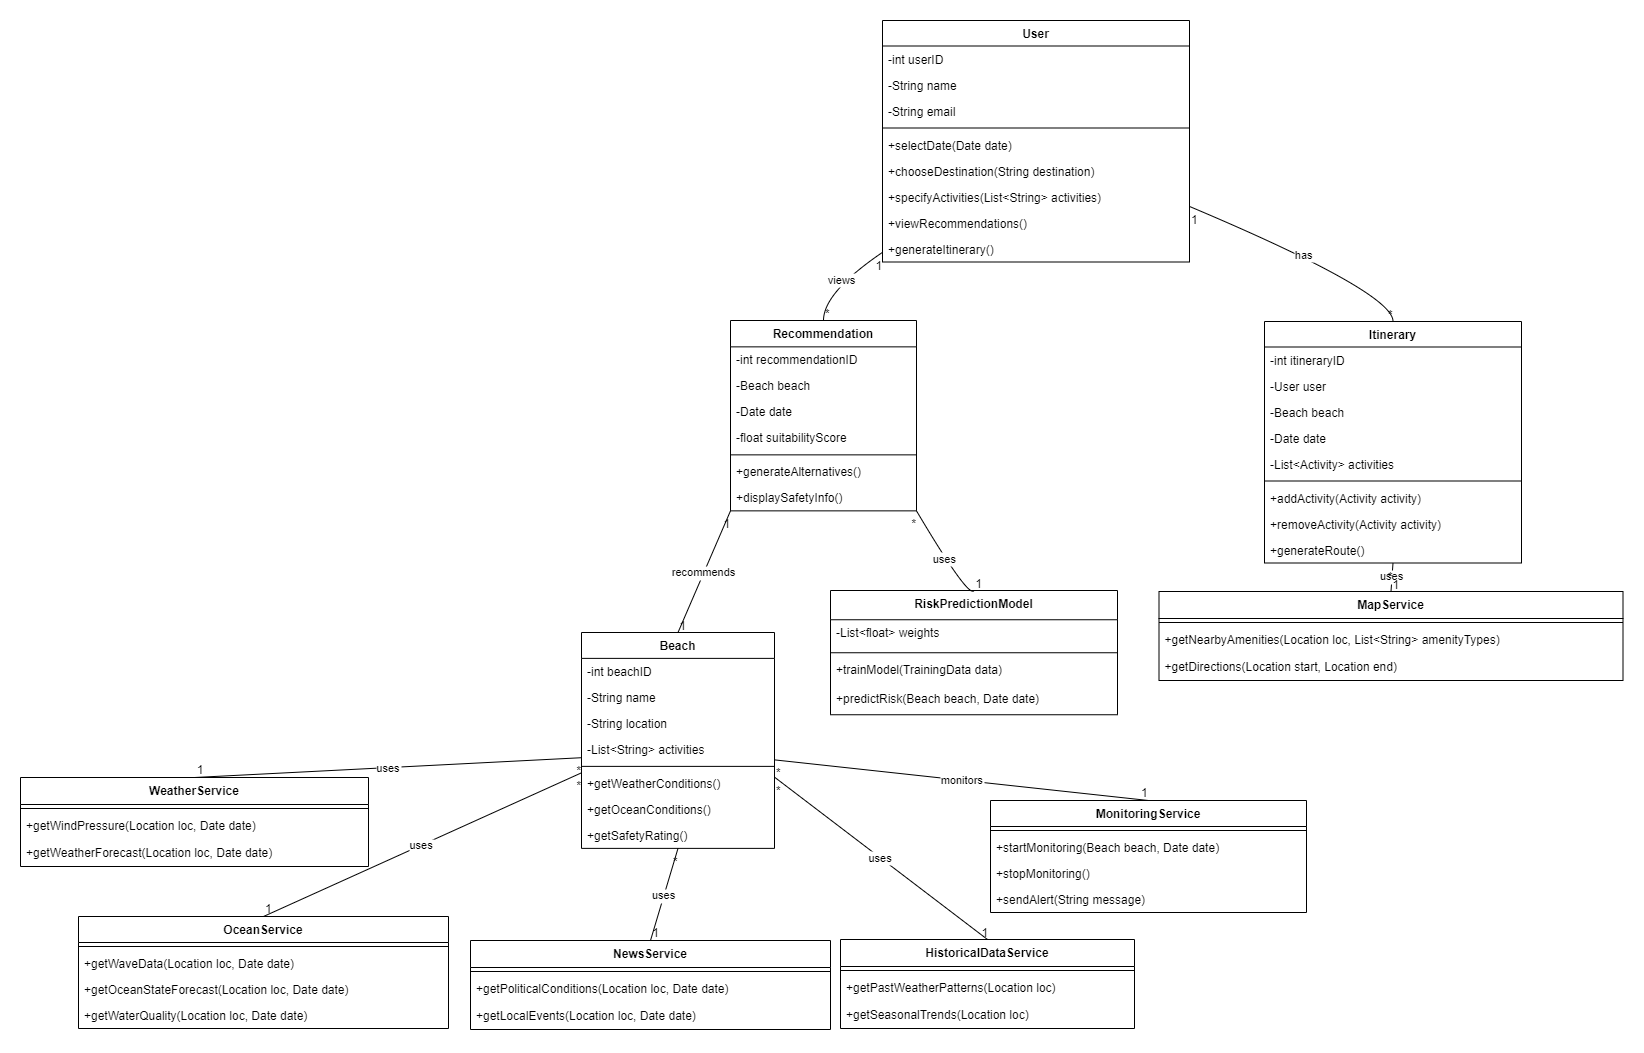 User
-int userID
-String name
-String email
+selectDate(Date date)
+chooseDestination(String destination)
+specifyActivities(List<String> activities)
+viewRecommendations()
+generateItinerary()
1
1
has
views
*
*
Recommendation
-int recommendationID
-Beach beach
-Date date
-float suitabilityScore
+generateAlternatives()
+displaySafetyInfo()
Itinerary
-int itineraryID
-User user
-Beach beach
-Date date
-List<Activity> activities
+addActivity(Activity activity)
+removeActivity(Activity activity)
+generateRoute()
1
*
recommends
uses
1
1
uses
*
1
RiskPredictionModel
-List<float> weights
+trainModel(TrainingData data)
+predictRisk(Beach beach, Date date)
MapService
+getNearbyAmenities(Location loc, List<String> amenityTypes)
+getDirections(Location start, Location end)
Beach
-int beachID
-String name
-String location
-List<String> activities
+getWeatherConditions()
+getOceanConditions()
+getSafetyRating()
1
uses
*
*
*
*
monitors
1
WeatherService
+getWindPressure(Location loc, Date date)
+getWeatherForecast(Location loc, Date date)
MonitoringService
+startMonitoring(Beach beach, Date date)
+stopMonitoring()
+sendAlert(String message)
uses
*
uses
uses
1
1
1
OceanService
+getWaveData(Location loc, Date date)
+getOceanStateForecast(Location loc, Date date)
+getWaterQuality(Location loc, Date date)
NewsService
+getPoliticalConditions(Location loc, Date date)
+getLocalEvents(Location loc, Date date)
HistoricalDataService
+getPastWeatherPatterns(Location loc)
+getSeasonalTrends(Location loc)